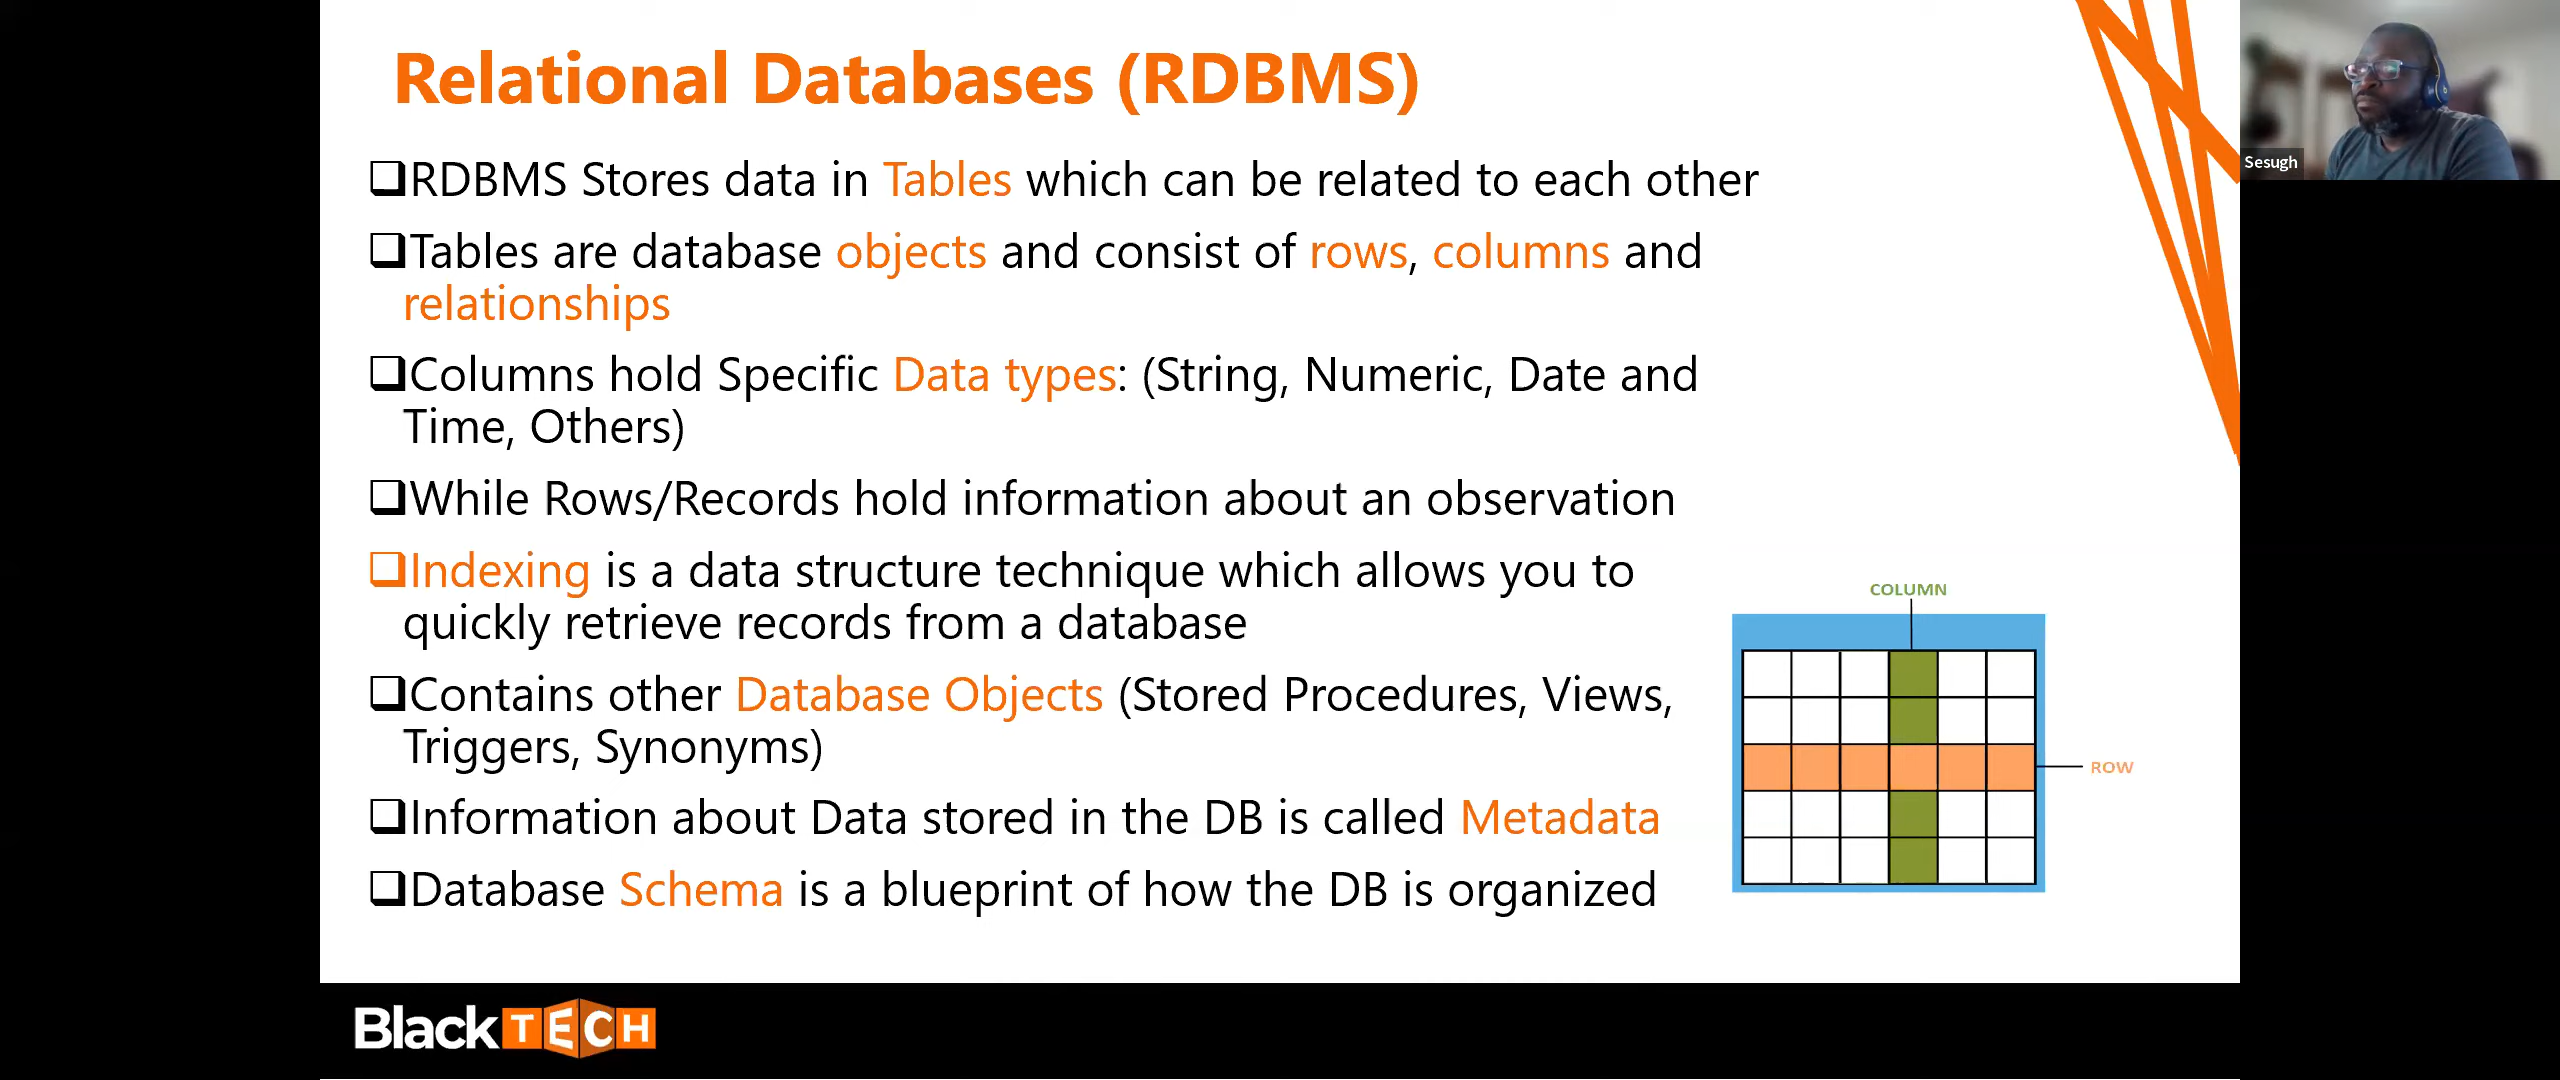 Relational Databases (RDBMS)
RDBMS Stores data in Tables which can be related to each other
Tables are database objects and consist of rows, columns and
relationships
Columns hold Specific Data types: (String, Numeric, Date and
Time, Others)
While Rows/Records hold information about an observation
Indexing is a data structure technique which allows you to
quickly retrieve records from a database
Contains other Database Objects (Stored Procedures, Views,
Triggers, Synonyms)
Information about Data stored in the DB is called Metadata
Database Schema is a blueprint of how the DB is organized
COLUMN
ROW
BlackTECH
Sesugh